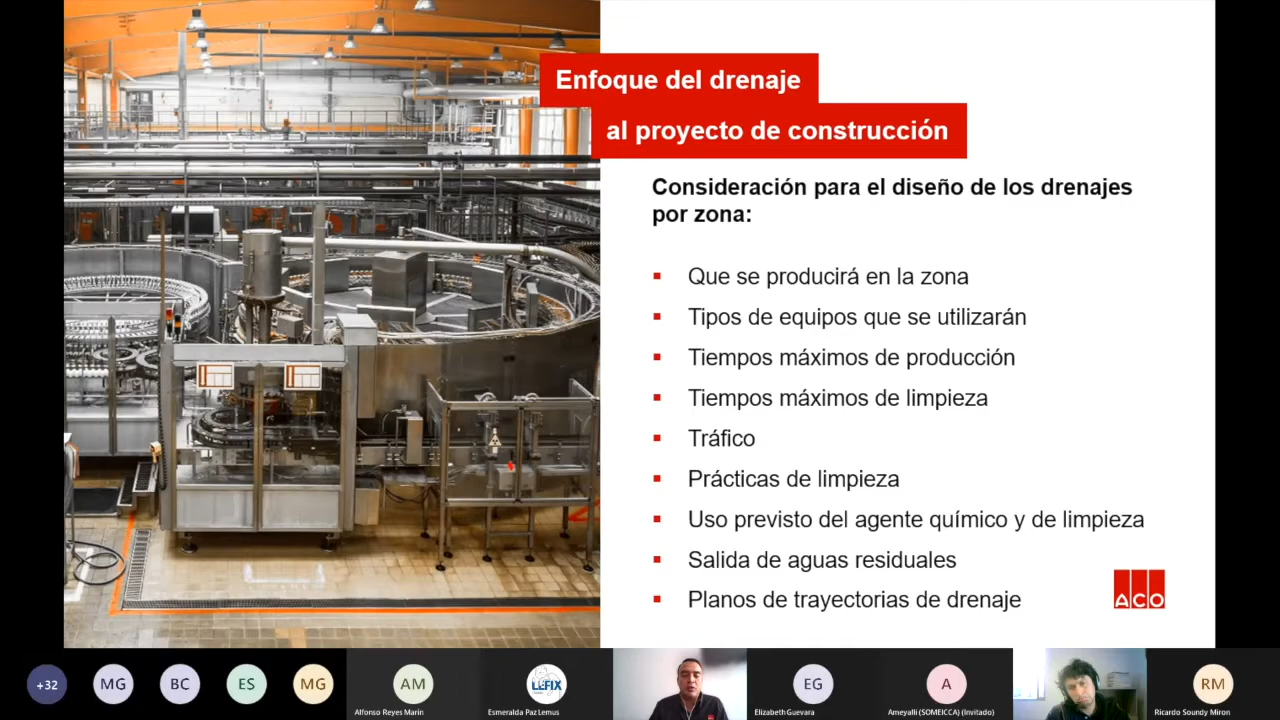 Enfoque del drenaje
al proyecto de construcción
Consideración para el diseño de los drenajes
por zona:
Que se producirá en la zona
Tipos de equipos que se utilizarán
Tiempos máximos de producción
Tiempos máximos de limpieza
Tráfico
Prácticas de limpieza
Uso previsto del agente químico y de limpieza
Salida de aguas residuales
Planos de trayectorias de drenaje
ACO
+32
MG
BC
ES
MG
AM
Alfonso Reyes Marin
LEFIX
Esmeralda Paz Lemus
EG
Elizabeth Guevara
A
Ameyalli (SOMEICCA) (Invitado)
RM
Ricardo Soundy Miron